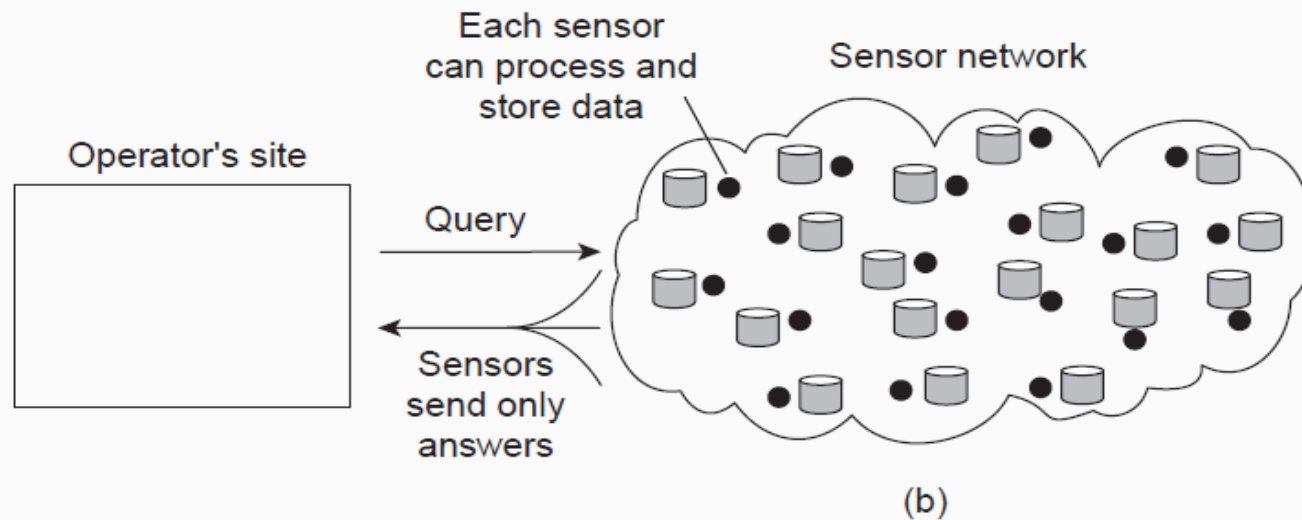 Each sensor
can process and
store data
Sensor network
Operator's site
Query
Sensors
send only
answers
(b)